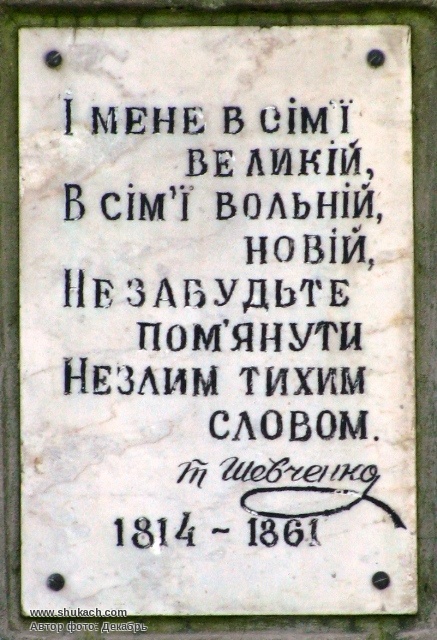 І МЕНЕ В СІМ'Ї
ВЕЛИКІЙ,
В СІМ'Ї ВОЛЬНІЙ,
НОВІЙ,
НЕ ЗАБУДЬТЕ
ПОМ'ЯНУТИ
НЕЗЛИМ ТИХИМ
СЛОВОМ.
Т Шевченко
1814 ~ 1861
www.shukach.com
Автор фото: Декабрь